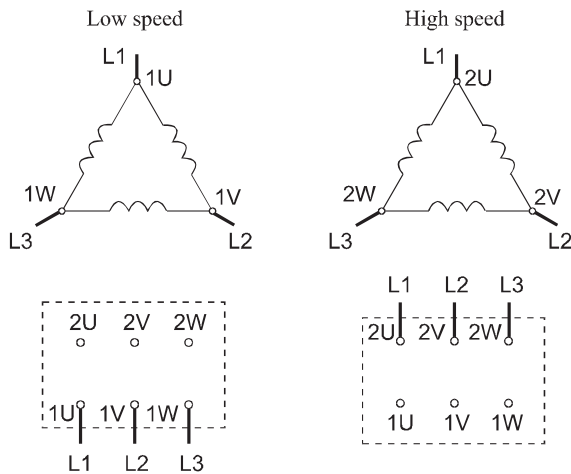 Low speed
L1
1U
1W
1V
L3
L2
2U 2V 2W
1U 1V 1W
L1 L2 L3
High speed
L1
2U
2W
2V
L3
L2
L1 L2 L3
2U 2V 2W
1U 1V 1W